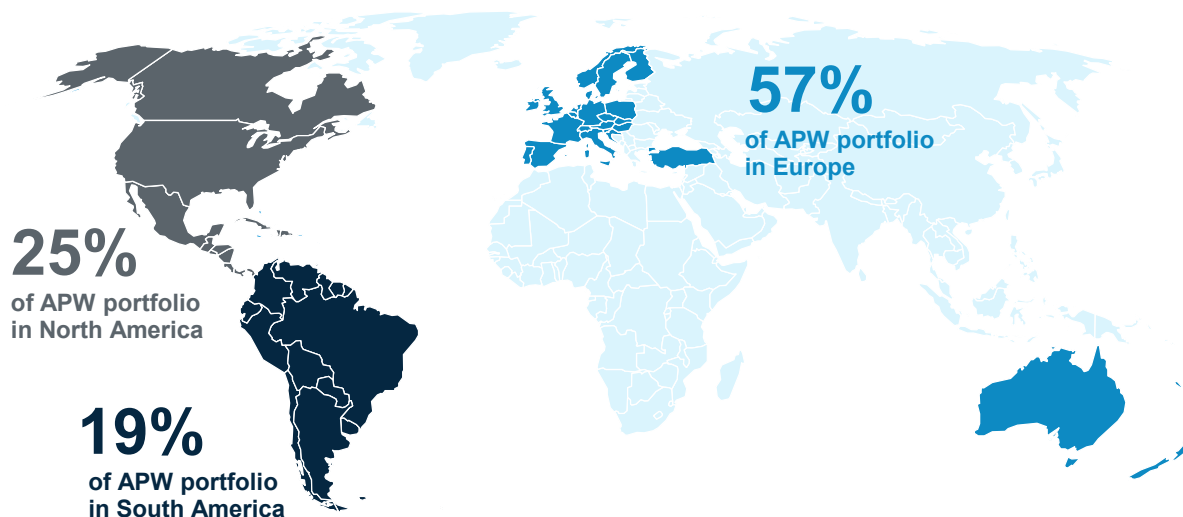 57%
of APW portfolio
in Europe
25%
of APW portfolio
in North America
19%
of APW portfolio
in South America